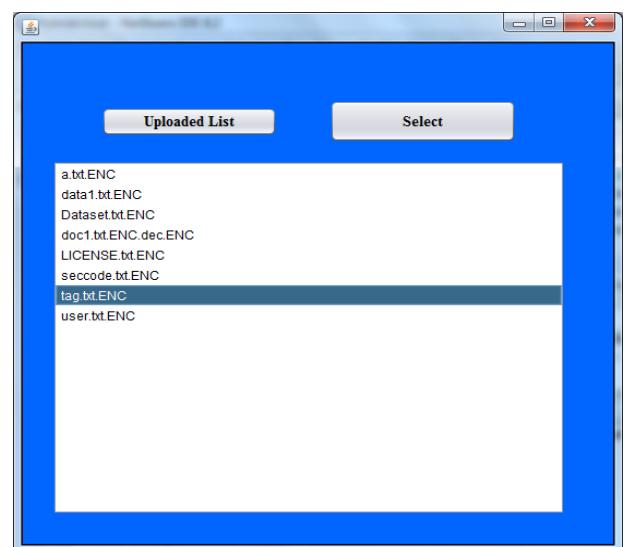 Uploaded List
Select
a.txt.ENC
data1.txt.ENC
Dataset.txt.ENC
doc1.txt.ENC.dec.ENC
LICENSE.txt.ENC
seccode.txt.ENC
tag.txt.ENC
user.txt.ENC